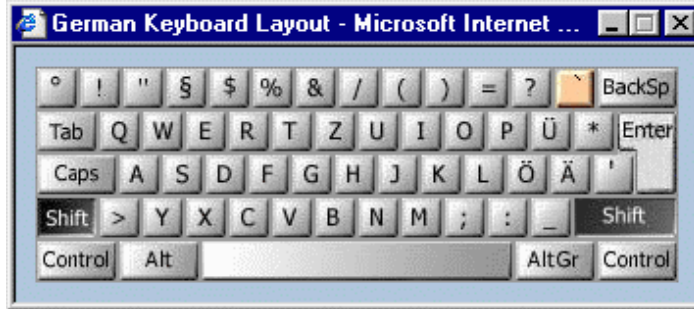 German Keyboard Layout - Microsoft Internet ...
° ! " § $ % & / ( ) = ? ` BackSp
Tab Q W E R T Z U I O P Ü * Enter
Caps A S D F G H J K L Ö Ä '
Shift > Y X C V B N M ; : _ Shift
Control Alt AltGr Control